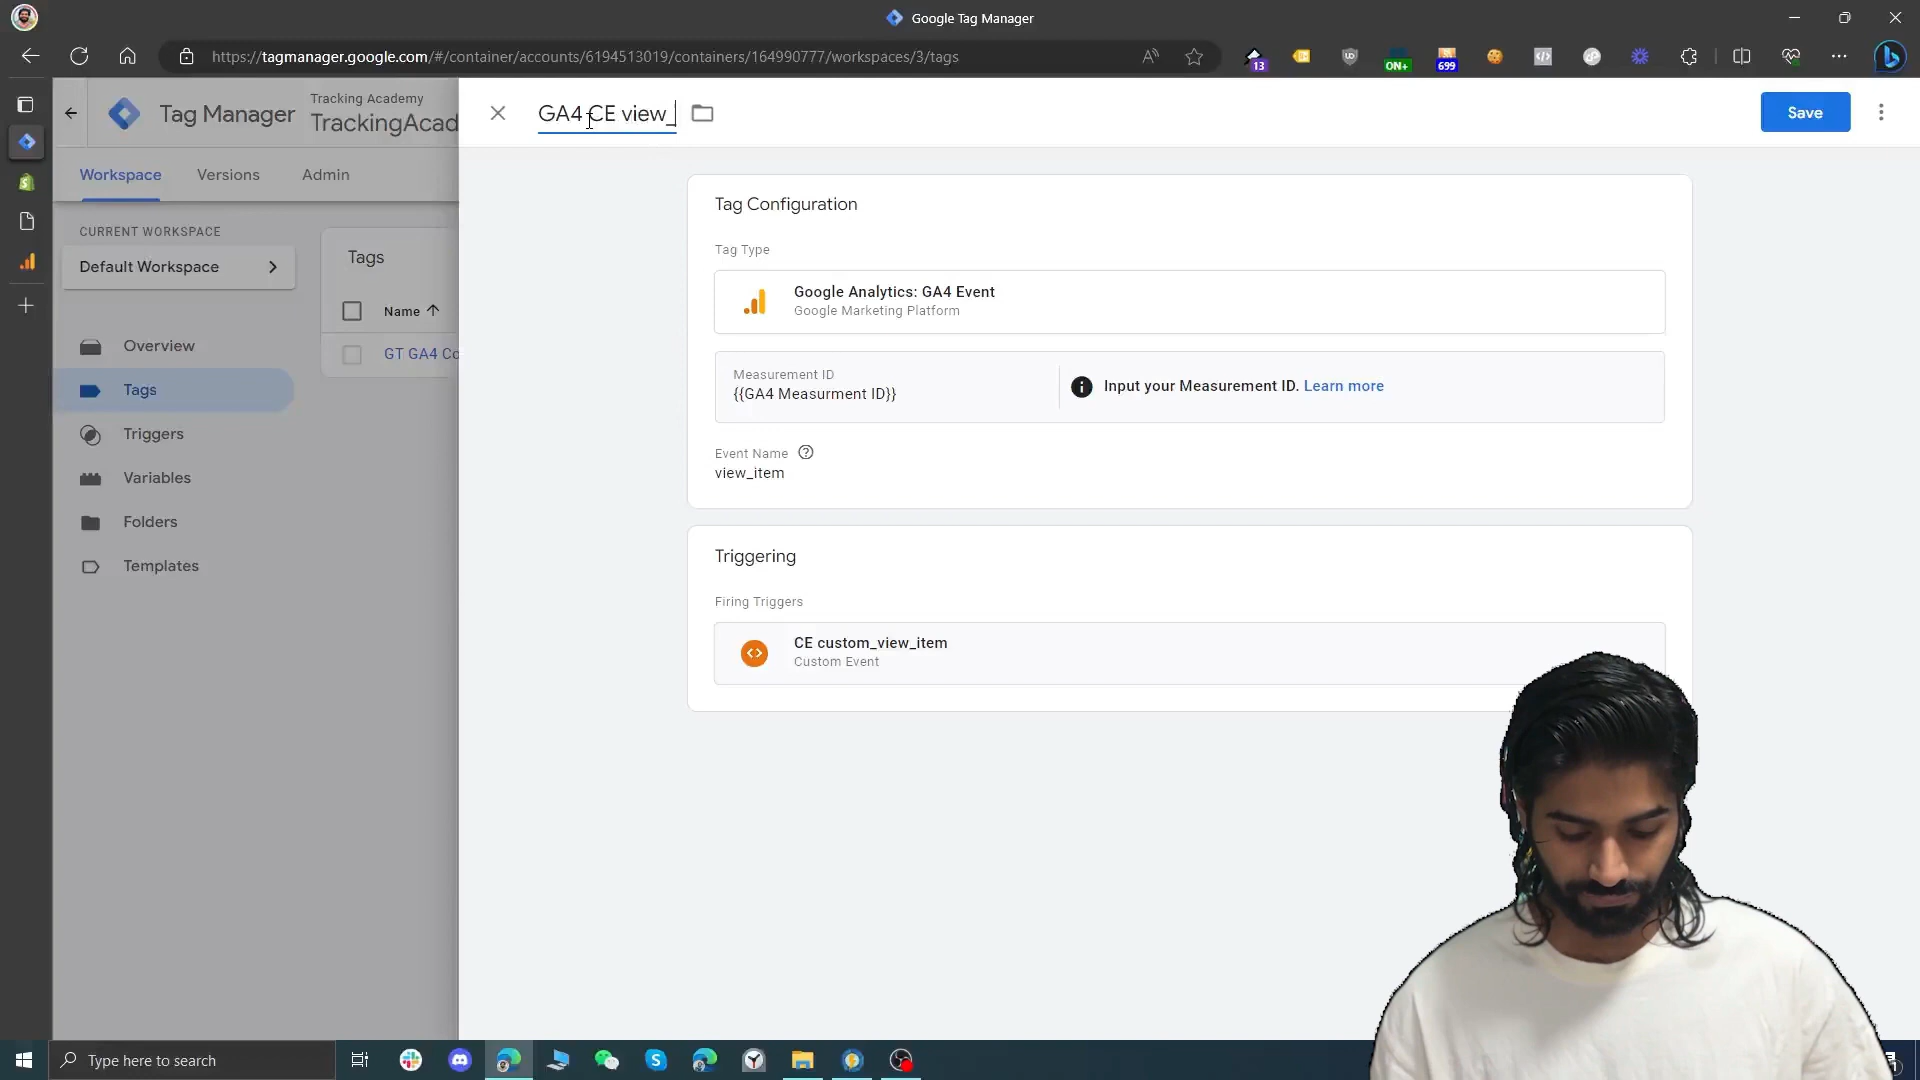 Google Tag Manager
https://tagmanager.google.com/#/container/accounts/6194513019/containers/164990777/workspaces/3/tags
13
UD
ON+
699
Tag Manager
Tracking Academy
TrackingAcad
GA4 CE view_
Save
Workspace
Versions
Admin
CURRENT WORKSPACE
Default Workspace
Overview
Tags
Triggers
Variables
Folders
Templates
Tags
Name
GT GA4 Co
Tag Configuration
Tag Type
Google Analytics: GA4 Event
Google Marketing Platform
Measurement ID
{{GA4 Measurment ID}}
Input your Measurement ID. Learn more
Event Name
view_item
Triggering
Firing Triggers
CE custom_view_item
Custom Event
Type here to search